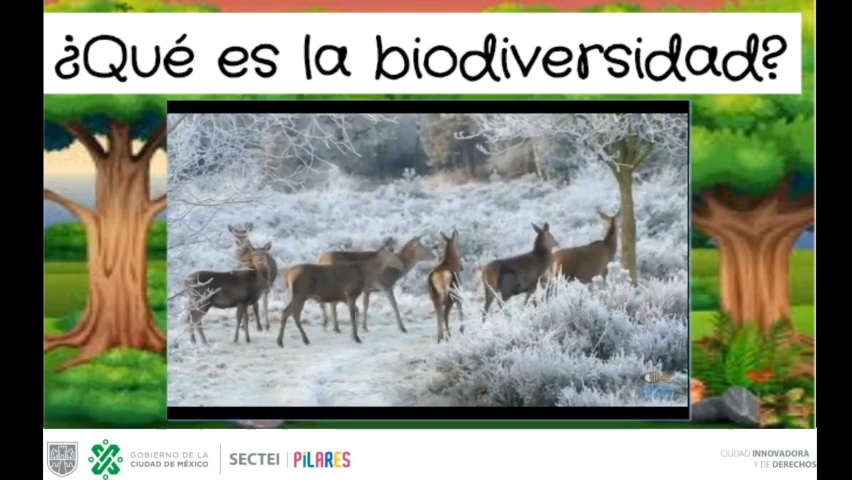 ¿Qué es la biodiversidad?
GOBIERNO DE LA
CIUDAD DE MÉXICO
SECTEI
PiLARES
CIUDAD INNOVADORA
Y DE DERECHOS